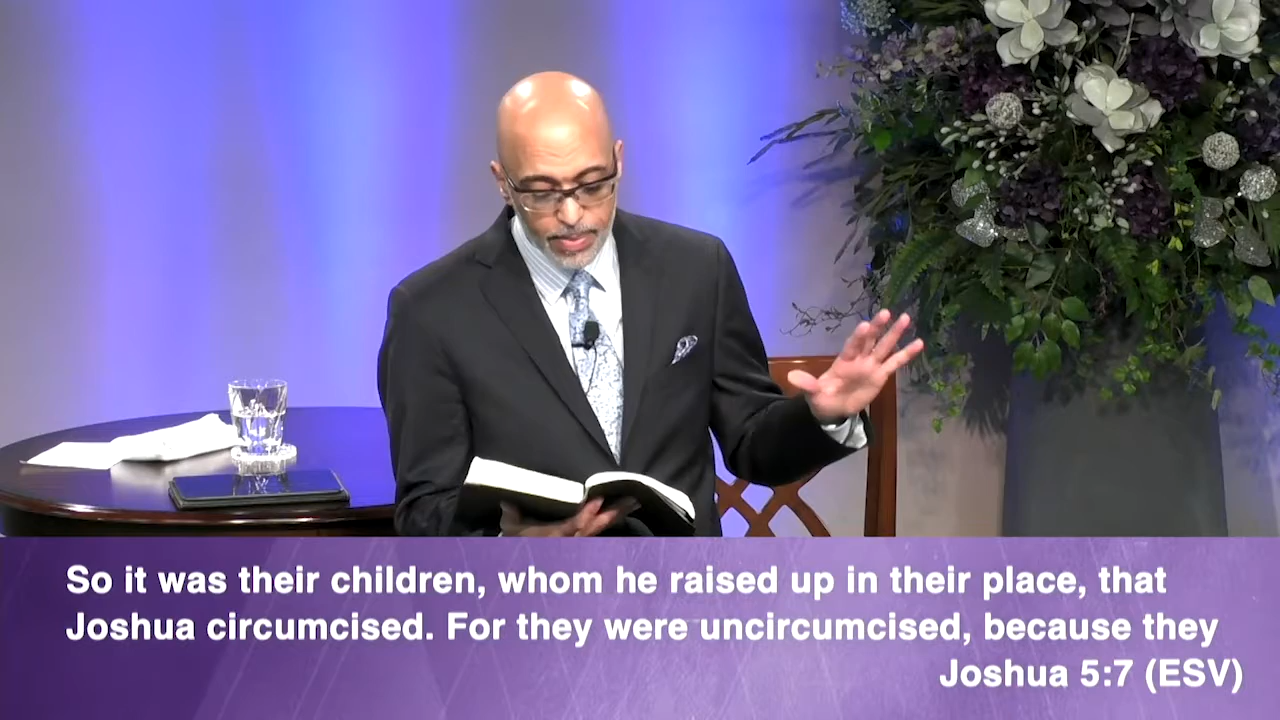 So it was their children, whom he raised up in their place, that
Joshua circumcised. For they were uncircumcised, because they
Joshua 5:7 (ESV)